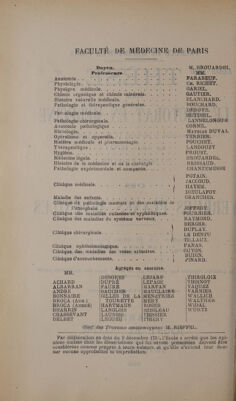 FACULTÉ DE MÉDECINE DE PARIS
Doyen. M. BROUARDEL.
Professeurs MM.
Anatomie FARABEUF.
Physiologie CH. RICHET.
Physique médicale GARIEL.
Chimie organique et chimie minérale GAUTIER.
Histoire naturelle médicale BLANCHARD.
Pathologie et thérapeutique générales BOUCHARD.
Pathologie médicale DEBOVE.
HUTINEL.
Pathologie chirurgicale LANNELONGUE
Anatomie pathologique CORNIL
Histologie MATHIAS DUVAL.
Opérations et appareils TERRIER.
Matière médicale et pharmacologie POUCHET.
Thérapeutique LANDOUZY
Hygiène PROUST.
Médecine légale BROUARDEL.
Histoire de la médecine et de la chirurgie BRISSAUD.
Pathologie expérimentale et comparée CHANTEMESSE
Clinique médicale POTAIN.
JACCOUD.
HAYEM.
DIEULAFOY
Maladie des enfants GRANCHER.
Clinique de pathologie mentale et des maladies de l'encéphale JOFFROY
Clinique des maladies cutanées et syphilitiques FOURNIER.
Clinique des maladies du système nerveux RAYMOND.
Clinique chirurgicale BERGER.
DUPLAY.
LE DENTU
TILLAUX.
Clinique ophtalmologique PANAS.
Clinique des maladies des voies urinaires GUYON.
Clinique d'accouchements BUDIN.
PINARD.
Agrégés en exercice.
MM.
DESGREZ LEJARS THIROLOIX
ACHARD DUPRÉ LEPAGE THIERY
ALBARRAN FAURE MARFAN VAQUEZ
ANDRÉ GAUCHER MAUCLAIRE VARNIER
BONNAIRE GILLES DE LA TOURETTE MENETRIER WALLICH
BROCA (Aug.) MÉRY WALTHER
BROCA (André) HARTMANN ROGER WIDAL
CHARRIN LANGLOIS SEBILEAU WURTZ
CHASSEVANT LAUNOIS THIERY
DELBET LEGUEU
Chef des Travaux anatomiques: M. RIEFFEL.
Par délibération en date du 9 décembre 1798, l'École a arrêté que les opinions émises dans les dissertations qui lui seront présentées doivent être considérées comme propres à leurs auteurs, et qu'elle n'entend leur donner aucune approbation ni improbation.